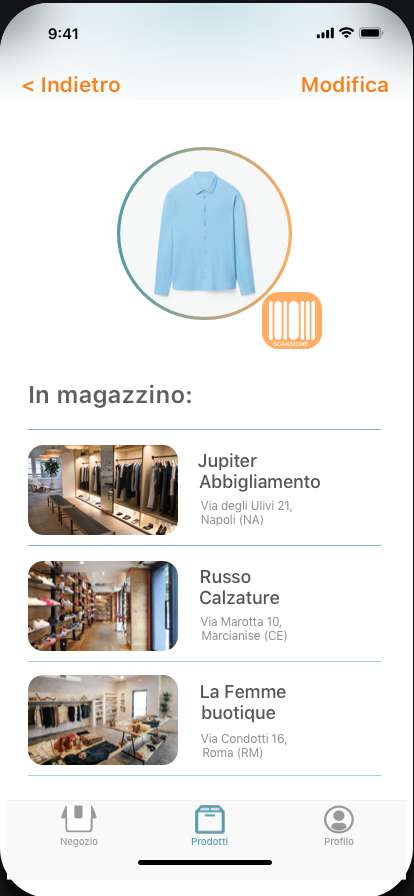 9:41
< Indietro
Modifica
SCANSIONE
In magazzino:
Jupiter
Abbigliamento
Via degli Ulivi 21,
Napoli (NA)
Russo
Calzature
Via Marotta 10,
Marcianise (CE)
La Femme
buotique
Via Condotti 16,
Roma (RM)
Negozio
Prodotti
Profilo